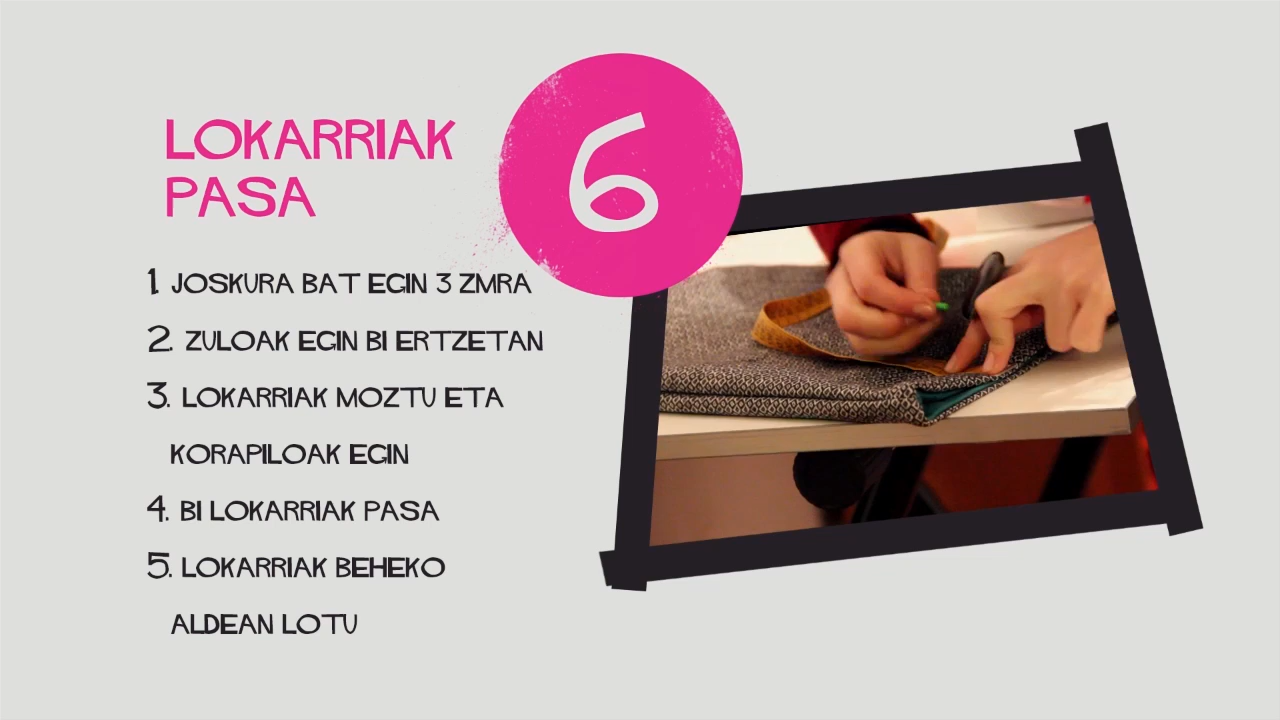 LOKARRIAK
PASA
6
1. JOSKURA BAT EGIN 3 ZMRA
2. ZULOAK EGIN BI ERTZETAN
3. LOKARRIAK MOZTU ETA
KORAPILOAK EGIN
4. BI LOKARRIAK PASA
5. LOKARRIAK BEHEKO
ALDEAN LOTU